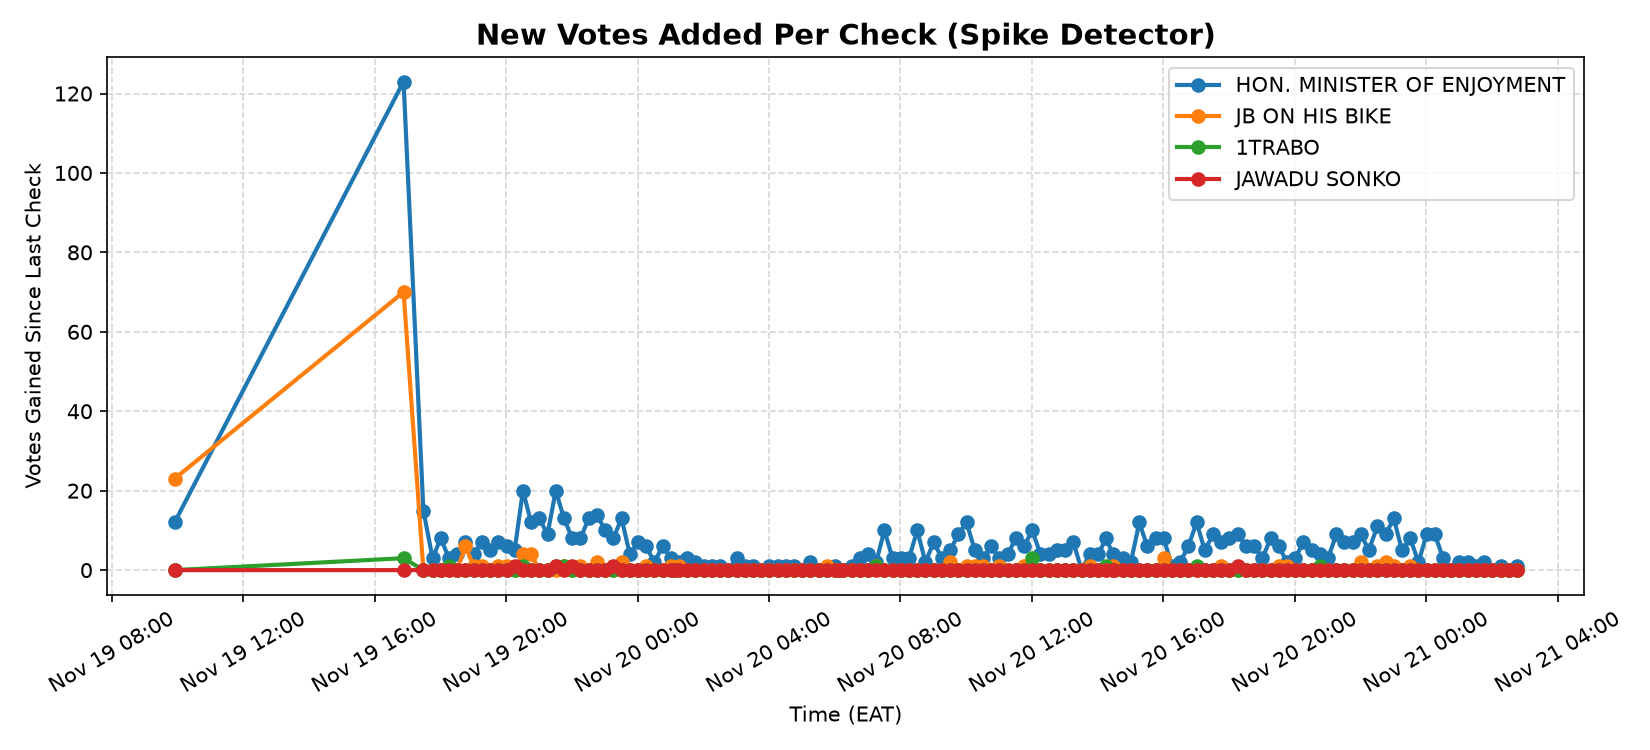 New Votes Added Per Check (Spike Detector)
HON. MINISTER OF ENJOYMENT
JB ON HIS BIKE
1TRABO
JAWADU SONKO
Votes Gained Since Last Check
120
100
80
60
40
20
0
Nov 19 08:00
Nov 19 12:00
Nov 19 16:00
Nov 19 20:00
Nov 20 00:00
Nov 20 04:00
Nov 20 08:00
Nov 20 12:00
Nov 20 16:00
Nov 20 20:00
Nov 21 00:00
Nov 21 04:00
Time (EAT)